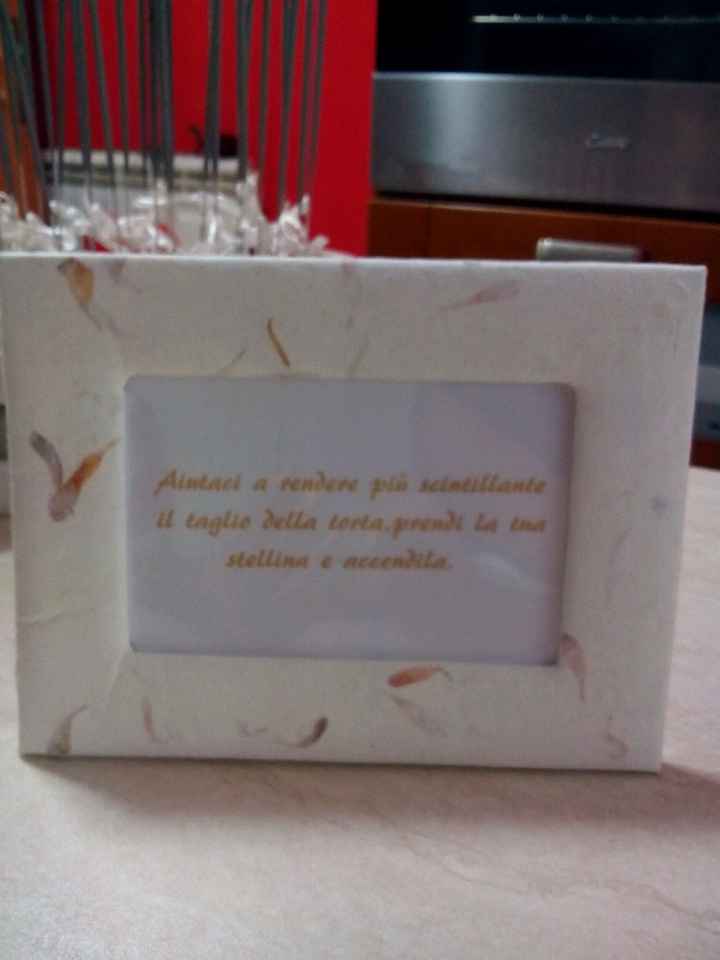 Aiutaci a rendere più scintillante
il taglio della torta,prendi la tua
stellina e accendila.